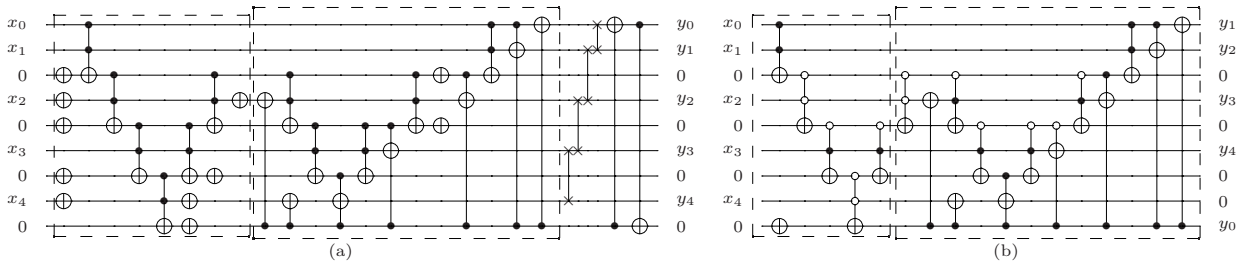 x₀ y₀ x₀ y₁
x₁ y₁ x₁ y₂
0 0 0 0
x₂ y₂ x₂ y₃
0 0 0 0
x₃ y₃ x₃ y₄
0 0 0 0
x₄ y₄ x₄ 0
0 0 0 y₀
(a) (b)